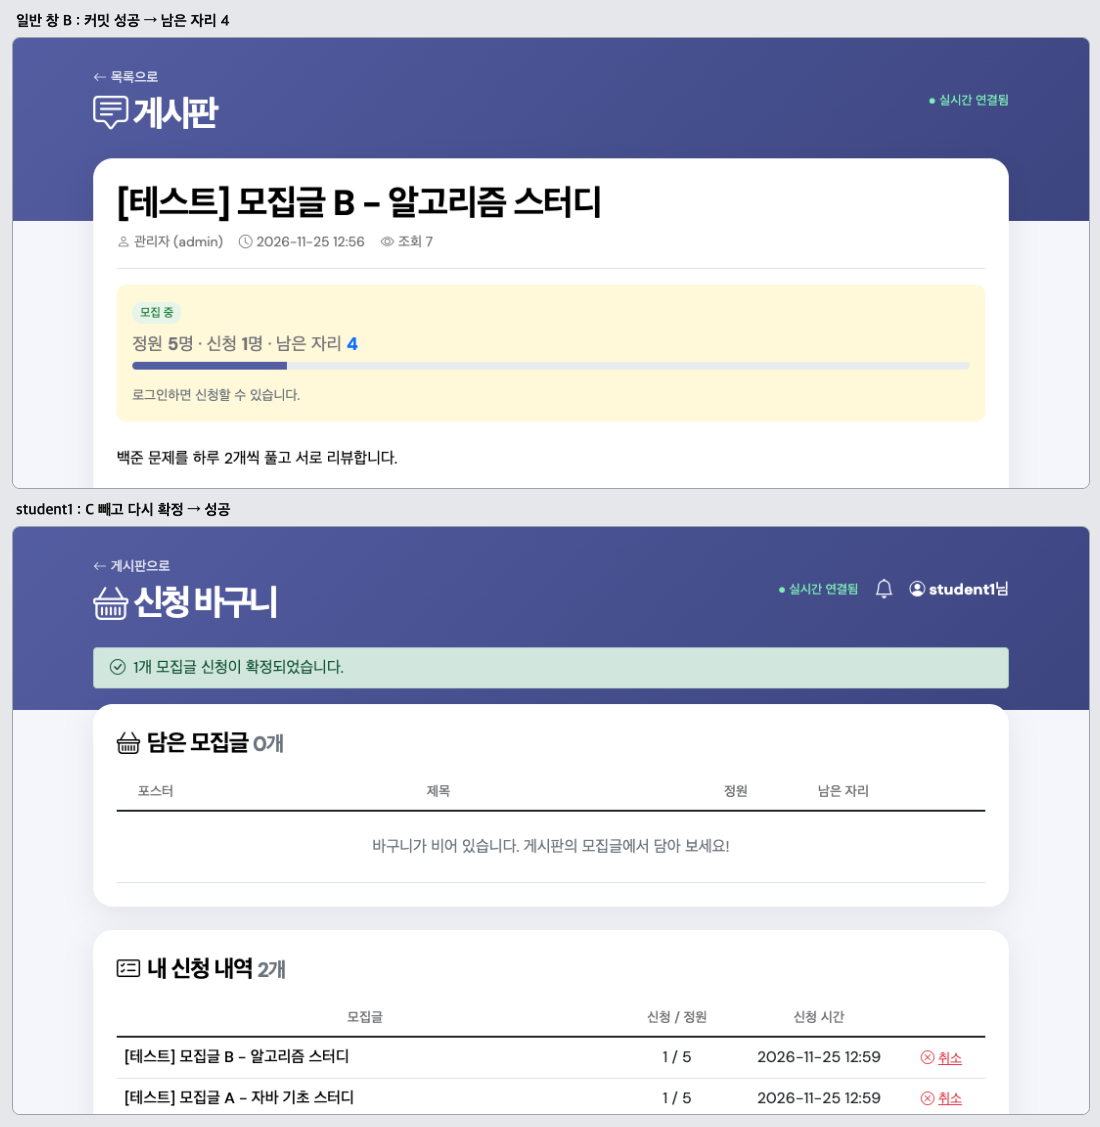 일반 창 B : 커밋 성공 → 남은 자리 4
← 목록으로
게시판
● 실시간 연결됨
[테스트] 모집글 B – 알고리즘 스터디
관리자 (admin) 2026-11-25 12:56 조회 7
모집 중
정원 5명 · 신청 1명 · 남은 자리 4
로그인하면 신청할 수 있습니다.
백준 문제를 하루 2개씩 풀고 서로 리뷰합니다.
student1 : C 빼고 다시 확정 → 성공
← 게시판으로
신청 바구니
● 실시간 연결됨 student1님
1개 모집글 신청이 확정되었습니다.
담은 모집글 0개
포스터 제목 정원 남은 자리
바구니가 비어 있습니다. 게시판의 모집글에서 담아 보세요!
내 신청 내역 2개
모집글 신청 / 정원 신청 시간
[테스트] 모집글 B – 알고리즘 스터디 1 / 5 2026-11-25 12:59 취소
[테스트] 모집글 A – 자바 기초 스터디 1 / 5 2026-11-25 12:59 취소